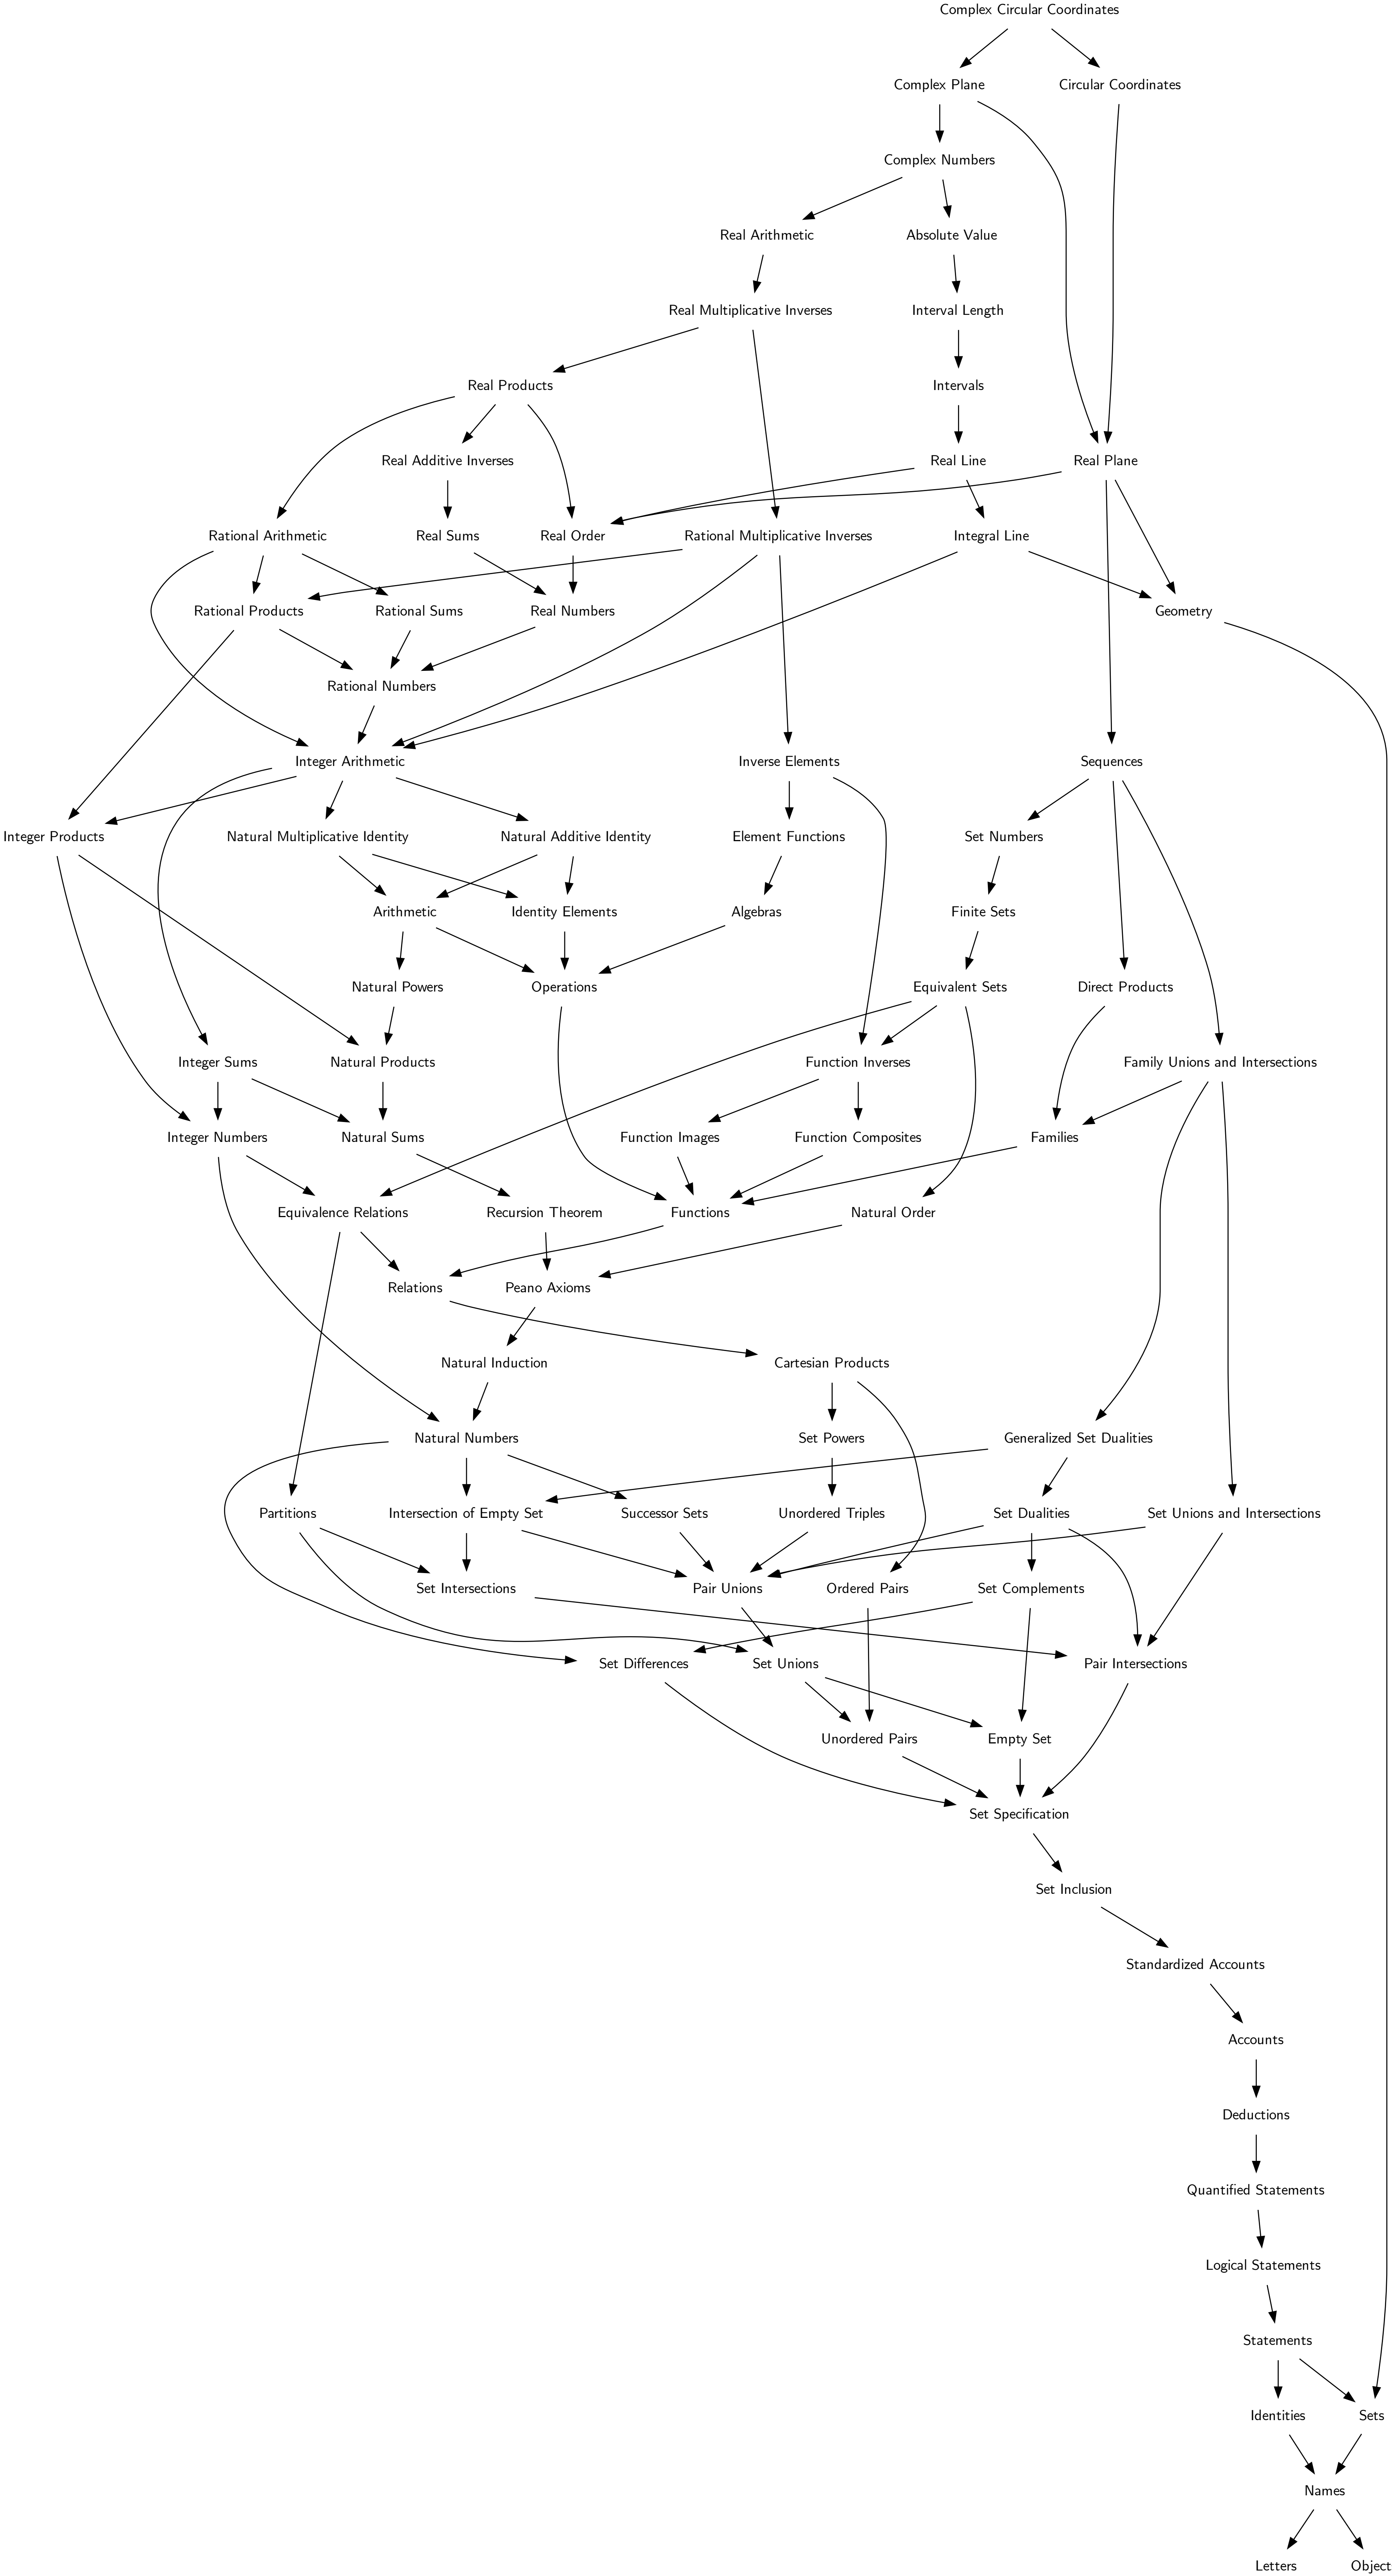 Complex Circular Coordinates
Complex Plane
Circular Coordinates
Complex Numbers
Real Arithmetic
Absolute Value
Real Multiplicative Inverses
Interval Length
Real Products
Intervals
Real Additive Inverses
Real Line
Real Plane
Rational Arithmetic
Real Sums
Real Order
Rational Multiplicative Inverses
Integral Line
Rational Products
Rational Sums
Real Numbers
Geometry
Rational Numbers
Integer Arithmetic
Inverse Elements
Sequences
Integer Products
Natural Multiplicative Identity
Natural Additive Identity
Element Functions
Set Numbers
Arithmetic
Identity Elements
Algebras
Finite Sets
Natural Powers
Operations
Equivalent Sets
Direct Products
Integer Sums
Natural Products
Function Inverses
Family Unions and Intersections
Integer Numbers
Natural Sums
Function Images
Function Composites
Families
Equivalence Relations
Recursion Theorem
Functions
Natural Order
Relations
Peano Axioms
Natural Induction
Cartesian Products
Natural Numbers
Set Powers
Generalized Set Dualities
Partitions
Intersection of Empty Set
Successor Sets
Unordered Triples
Set Dualities
Set Unions and Intersections
Set Intersections
Pair Unions
Ordered Pairs
Set Complements
Set Differences
Set Unions
Pair Intersections
Unordered Pairs
Empty Set
Set Specification
Set Inclusion
Standardized Accounts
Accounts
Deductions
Quantified Statements
Logical Statements
Statements
Identities
Sets
Names
Letters
Object